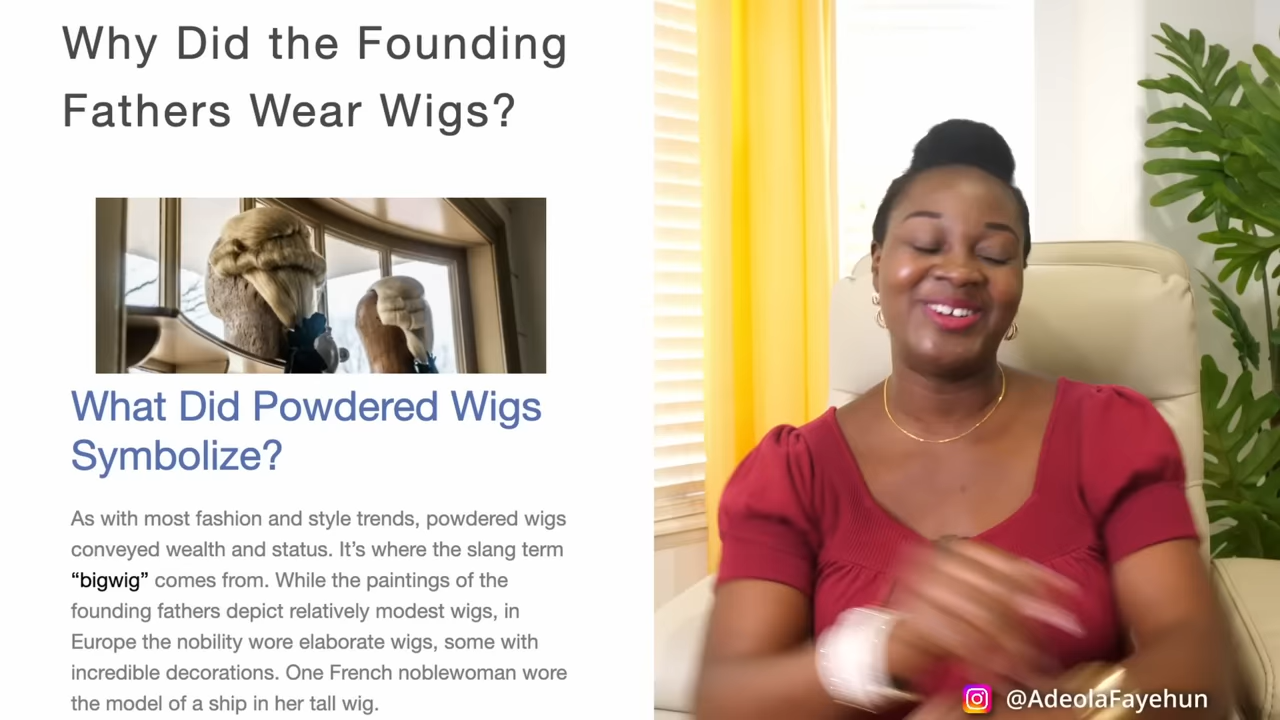 Why Did the Founding
Fathers Wear Wigs?
What Did Powdered Wigs
Symbolize?
As with most fashion and style trends, powdered wigs
conveyed wealth and status. It’s where the slang term
“bigwig” comes from. While the paintings of the
founding fathers depict relatively modest wigs, in
Europe the nobility wore elaborate wigs, some with
incredible decorations. One French noblewoman wore
the model of a ship in her tall wig.
@AdeolaFayehun